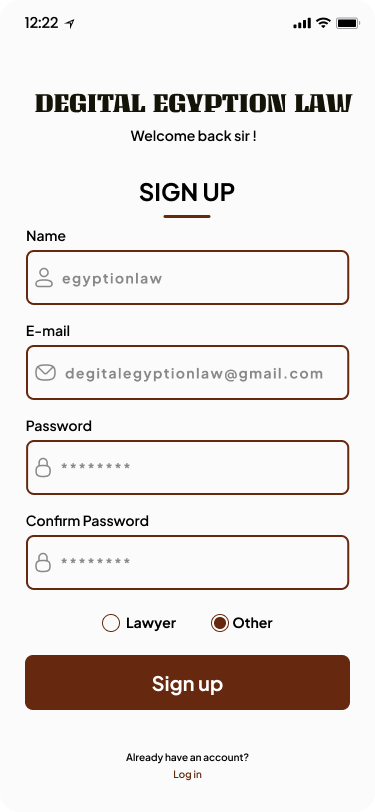 12:22
DEGITAL EGYPTION LAW
Welcome back sir !
SIGN UP
Name
egyptionlaw
E-mail
degitalegyptionlaw@gmail.com
Password
********
Confirm Password
********
Lawyer Other
Sign up
Already have an account?
Log in